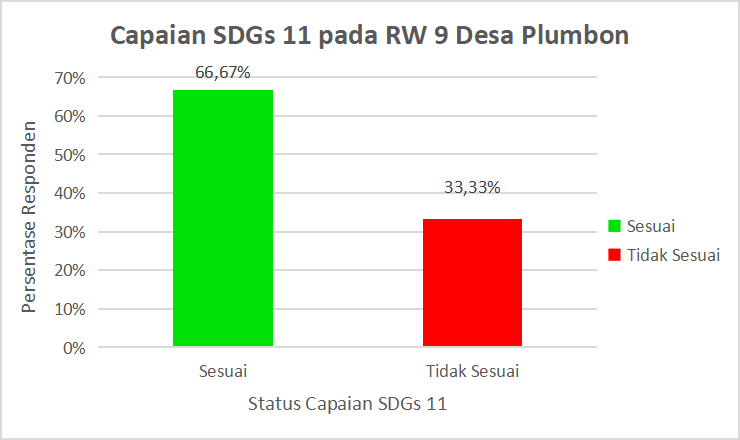 Capaian SDGs 11 pada RW 9 Desa Plumbon
66,67%
33,33%
70%
60%
50%
40%
30%
20%
10%
0%
Persentase Responden
Sesuai
Tidak Sesuai
Status Capaian SDGs 11
Sesuai
Tidak Sesuai